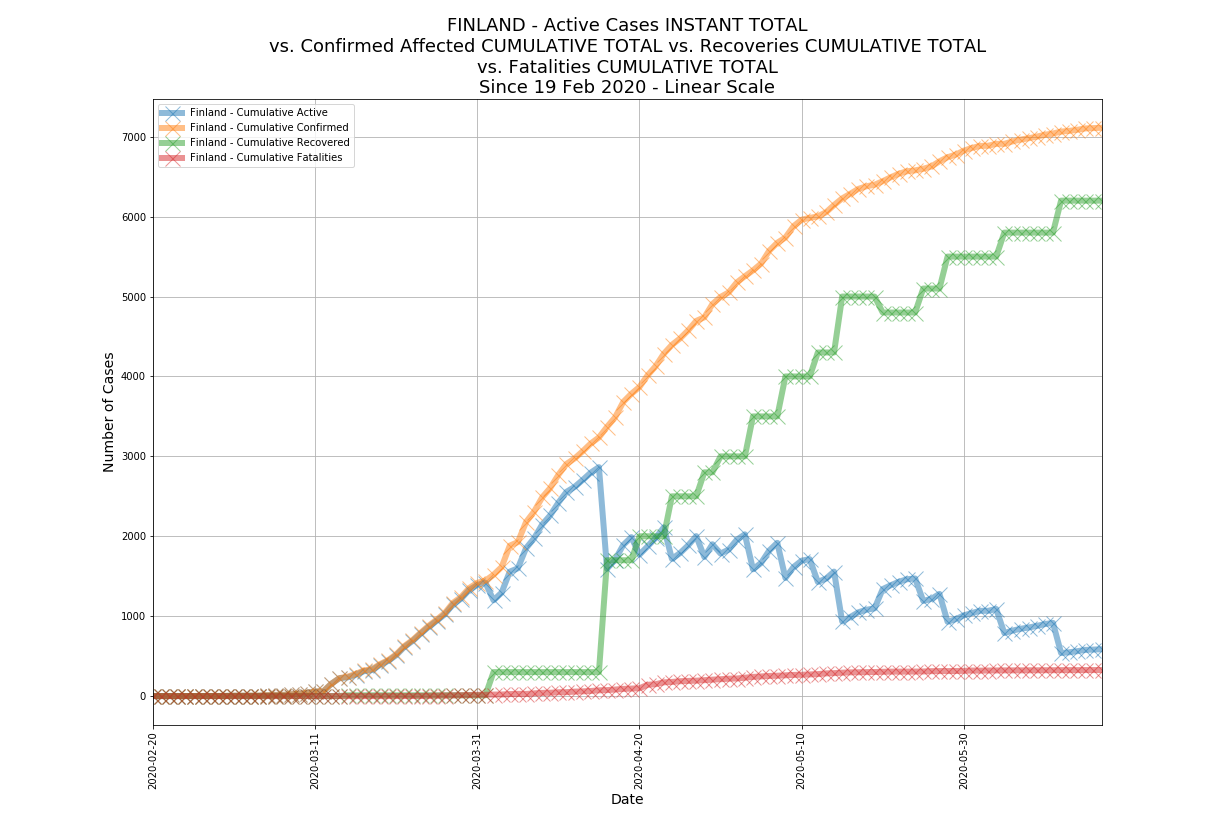 FINLAND - Active Cases INSTANT TOTAL
vs. Confirmed Affected CUMULATIVE TOTAL vs. Recoveries CUMULATIVE TOTAL
vs. Fatalities CUMULATIVE TOTAL
Since 19 Feb 2020 - Linear Scale
Finland - Cumulative Active
Finland - Cumulative Confirmed
Finland - Cumulative Recovered
Finland - Cumulative Fatalities
7000
6000
5000
4000
3000
2000
1000
0
Number of Cases
2020-02-20
2020-03-11
2020-03-31
2020-04-20
2020-05-10
2020-05-30
Date